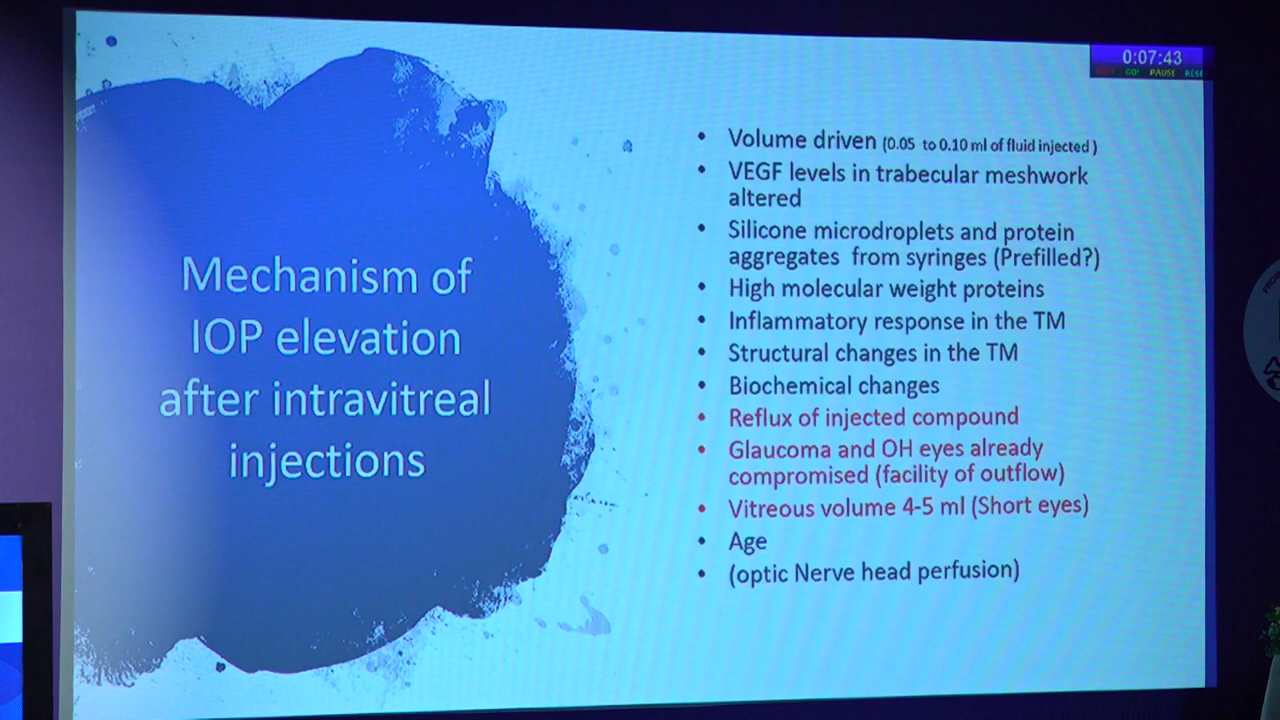 0:07:43
GO! PAUSE
Mechanism of
IOP elevation
after intravitreal
injections
• Volume driven (0.05 to 0.10 ml of fluid injected )
• VEGF levels in trabecular meshwork
altered
• Silicone microdroplets and protein
aggregates from syringes (Prefilled?)
• High molecular weight proteins
• Inflammatory response in the TM
• Structural changes in the TM
• Biochemical changes
• Reflux of injected compound
• Glaucoma and OH eyes already
compromised (facility of outflow)
• Vitreous volume 4-5 ml (Short eyes)
• Age
• (optic Nerve head perfusion)